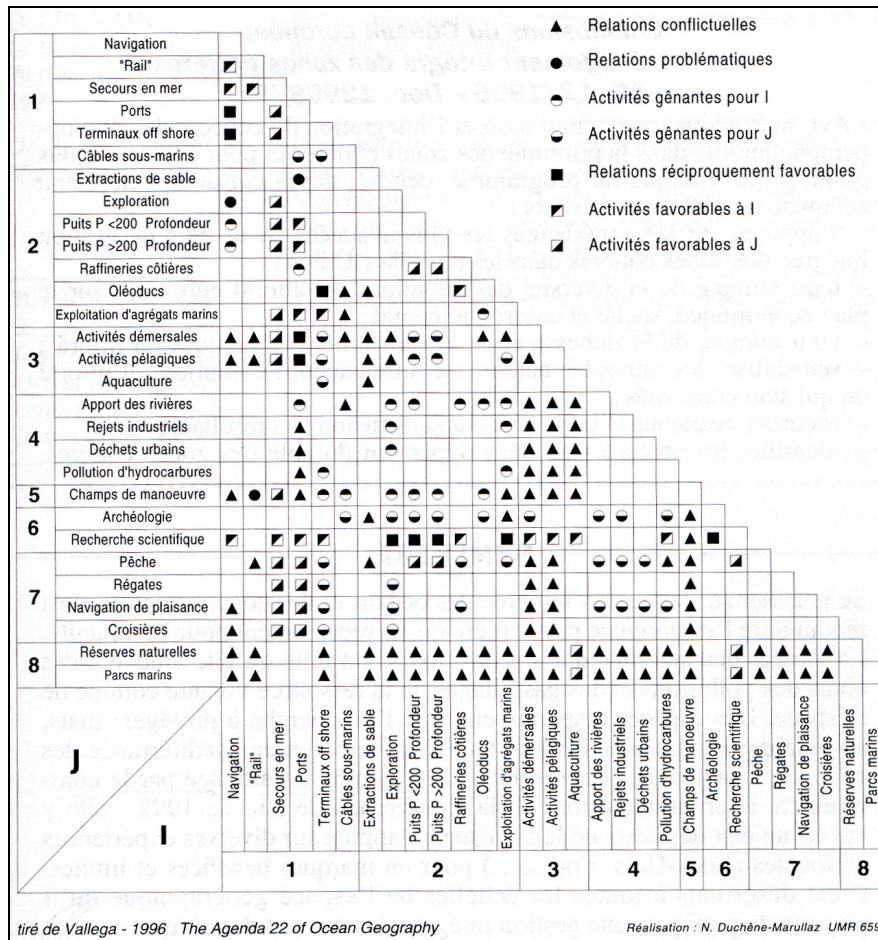 Relations conflictuelles
Relations problématiques
Activités gênantes pour I
Activités gênantes pour J
Relations réciproquement favorables
Activités favorables à I
Activités favorables à J
1
Navigation
"Rail"
Secours en mer
Ports
Terminaux off shore
Câbles sous-marins
Extractions de sable
2
Exploration
Puits P <200 Profondeur
Puits P >200 Profondeur
Raffineries côtières
Oléoducs
Exploitation d'agrégats marins
3
Activités démersales
Activités pélagiques
Aquaculture
4
Apport des rivières
Rejets industriels
Déchets urbains
Pollution d'hydrocarbures
5
Champs de manoeuvre
6
Archéologie
Recherche scientifique
7
Pêche
Régates
Navigation de plaisance
Croisières
8
Réserves naturelles
Parcs marins
J
I
Navigation
"Rail"
Secours en mer
Ports
Terminaux off shore
Câbles sous-marins
Extractions de sable
Exploration
Puits P <200 Profondeur
Puits P >200 Profondeur
Raffineries côtières
Oléoducs
Exploitation d'agrégats marins
Activités démersales
Activités pélagiques
Aquaculture
Apport des rivières
Rejets industriels
Déchets urbains
Pollution d'hydrocarbures
Champs de manoeuvre
Archéologie
Recherche scientifique
Pêche
Régates
Navigation de plaisance
Croisières
Réserves naturelles
Parcs marins
1 2 3 4 5 6 7 8
tiré de Vallega - 1996 The Agenda 22 of Ocean Geography
Réalisation : N. Duchêne-Marullaz UMR 659